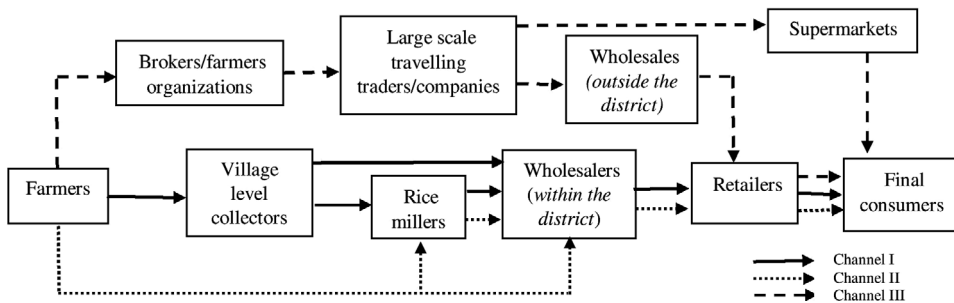 Supermarkets
Brokers/farmers
organizations
Large scale
travelling
traders/companies
Wholesales
(outside the
district)
Farmers
Village
level
collectors
Rice
millers
Wholesalers
(within the
district)
Retailers
Final
consumers
Channel I
Channel II
Channel III